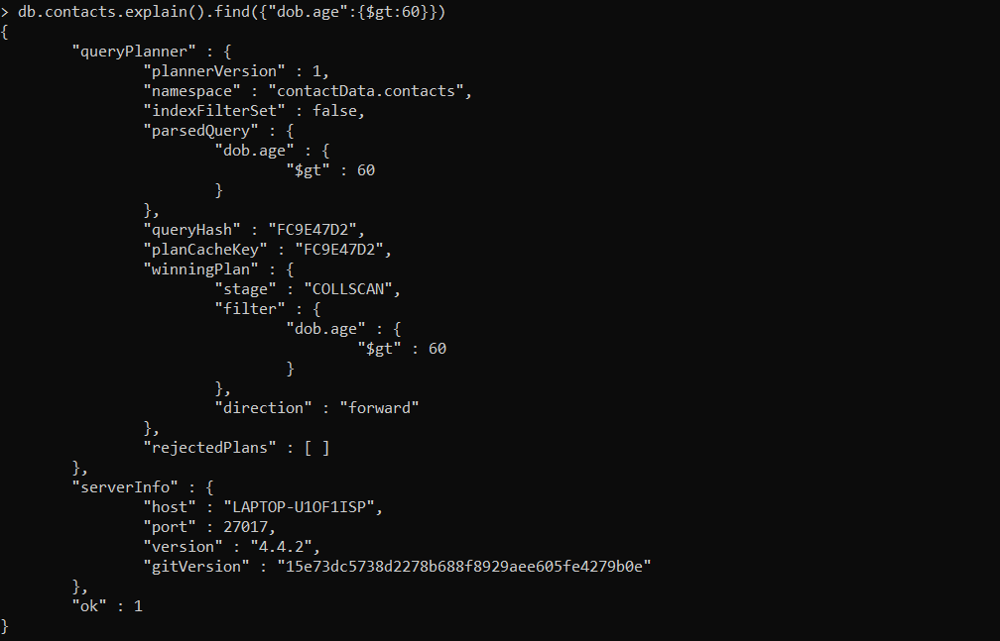 > db.contacts.explain().find({"dob.age":{$gt:60}})
{
"queryPlanner" : {
"plannerVersion" : 1,
"namespace" : "contactData.contacts",
"indexFilterSet" : false,
"parsedQuery" : {
"dob.age" : {
"$gt" : 60
}
},
"queryHash" : "FC9E47D2",
"planCacheKey" : "FC9E47D2",
"winningPlan" : {
"stage" : "COLLSCAN",
"filter" : {
"dob.age" : {
"$gt" : 60
}
},
"direction" : "forward"
},
"rejectedPlans" : [ ]
},
"serverInfo" : {
"host" : "LAPTOP-U1OF1ISP",
"port" : 27017,
"version" : "4.4.2",
"gitVersion" : "15e73dc5738d2278b688f8929aee605fe4279b0e"
},
"ok" : 1
}